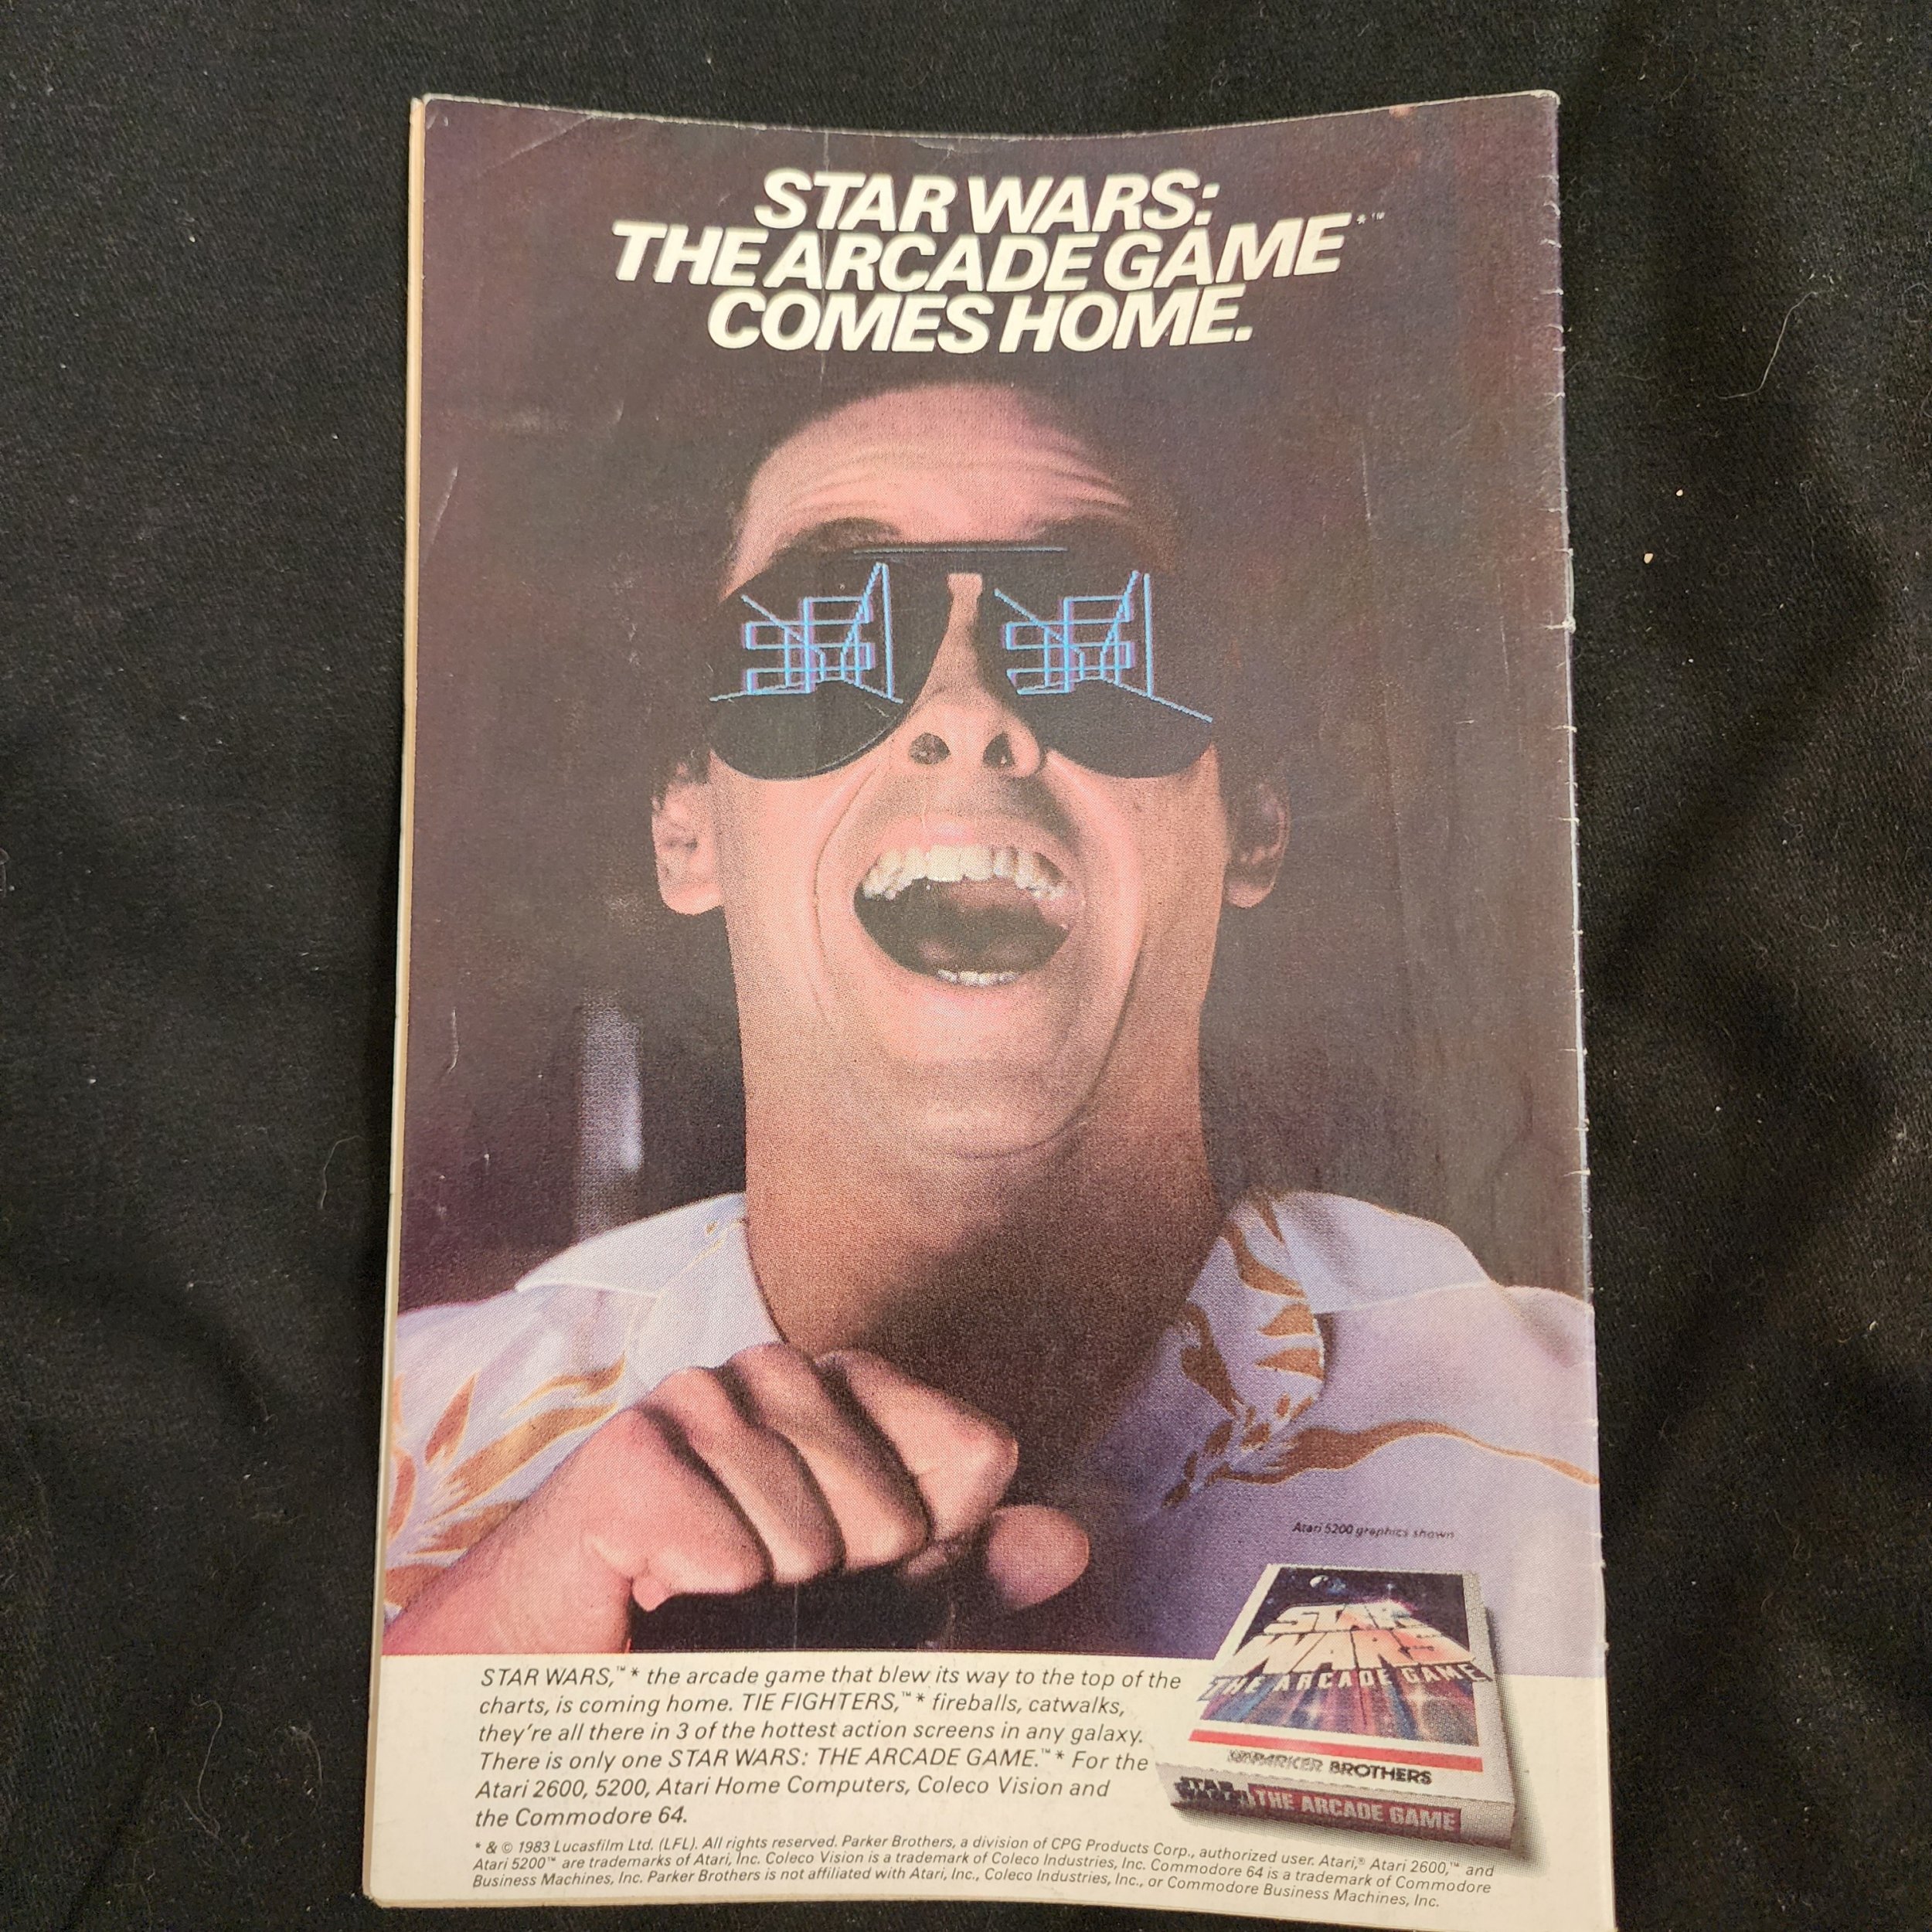 STAR WARS:
THE ARCADE GAME*™
COMES HOME.
Atari 5200 graphics shown
STAR
WARS
THE ARCADE GAME
PARKER BROTHERS
STAR
WARS THE ARCADE GAME
STAR WARS,™* the arcade game that blew its way to the top of the
charts, is coming home. TIE FIGHTERS,™* fireballs, catwalks,
they're all there in 3 of the hottest action screens in any galaxy.
There is only one STAR WARS: THE ARCADE GAME.™* For the
Atari 2600, 5200, Atari Home Computers, Coleco Vision and
the Commodore 64.
* & © 1983 Lucasfilm Ltd. (LFL). All rights reserved. Parker Brothers, a division of CPG Products Corp., authorized user. Atari,® Atari 2600,™ and
Atari 5200™ are trademarks of Atari, Inc. Coleco Vision is a trademark of Coleco Industries, Inc. Commodore 64 is a trademark of Commodore
Business Machines, Inc. Parker Brothers is not affiliated with Atari, Inc., Coleco Industries, Inc., or Commodore Business Machines, Inc.